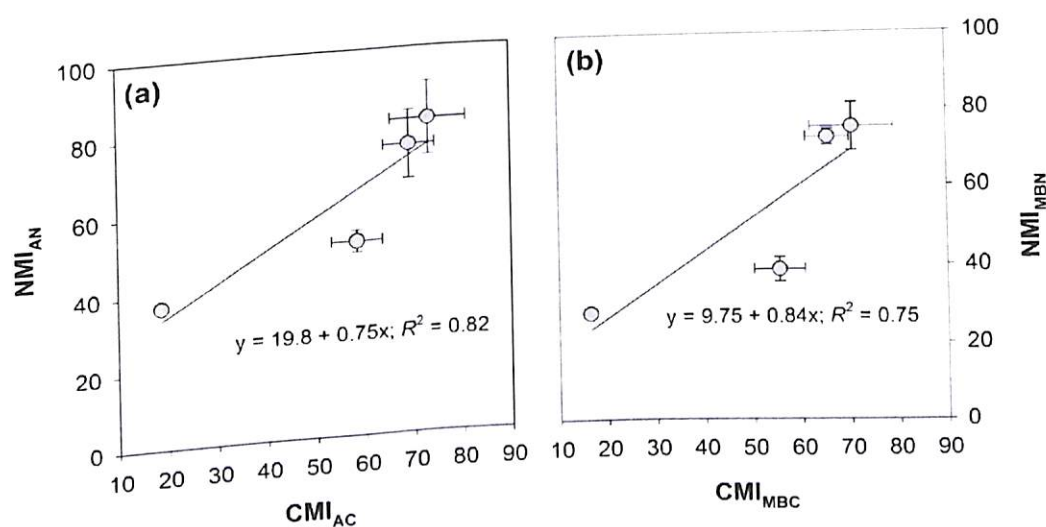 (a)
100
80
60
40
20
0
NMI_AN
y = 19.8 + 0.75x; R² = 0.82
10 20 30 40 50 60 70 80 90
CMI_AC
(b)
100
80
60
40
20
0
NMI_MBN
y = 9.75 + 0.84x; R² = 0.75
10 20 30 40 50 60 70 80 90
CMI_MBC